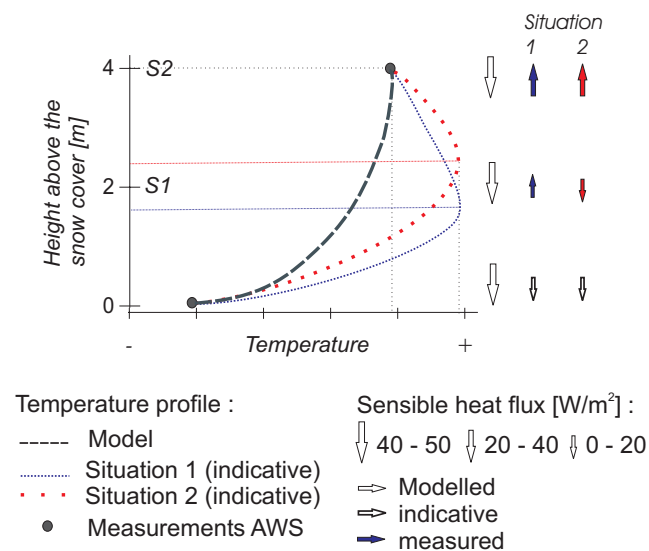 Situation
1 2
4
S2
Height above the
snow cover [m]
S1
2
0
- Temperature +
Temperature profile :
Model
Situation 1 (indicative)
Situation 2 (indicative)
Measurements AWS
Sensible heat flux [W/m²] :
40 - 50 20 - 40 0 - 20
Modelled
indicative
measured